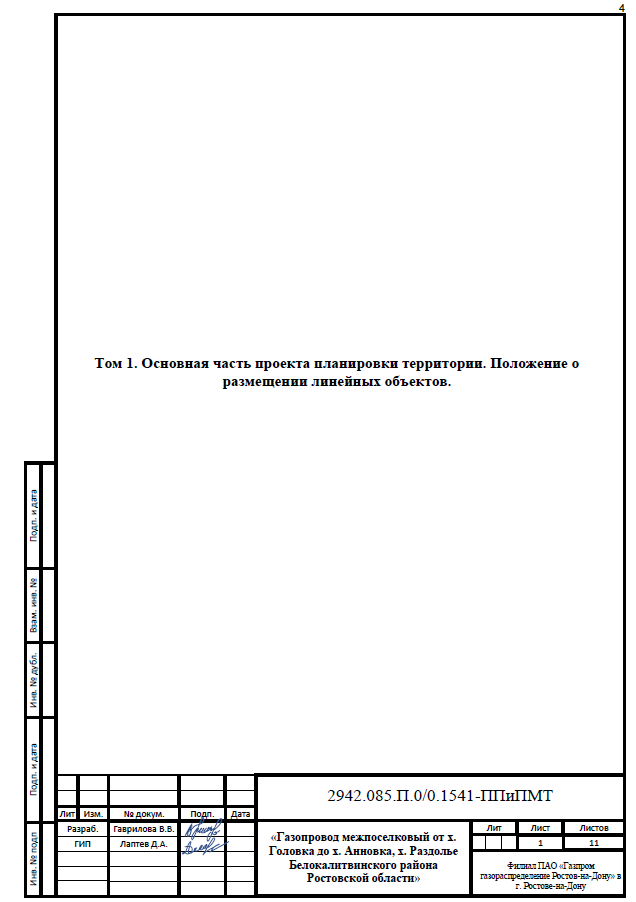 4
Том 1. Основная часть проекта планировки территории. Положение о
размещении линейных объектов.
Подп. и дата
Взам. инв. №
Инв. № дубл.
Подп. и дата
Инв. № подп
2942.085.П.0/0.1541-ППиПМТ
Лит Изм. № докум. Подп. Дата
Разраб. Гаврилова В.В.
ГИП Лаптев Д.А.
«Газопровод межпоселковый от х.
Головка до х. Анновка, х. Раздолье
Белокалитвинского района
Ростовской области»
Лит Лист Листов
1 11
Филиал ПАО «Газпром
газораспределение Ростов-на-Дону» в
г. Ростове-на-Дону